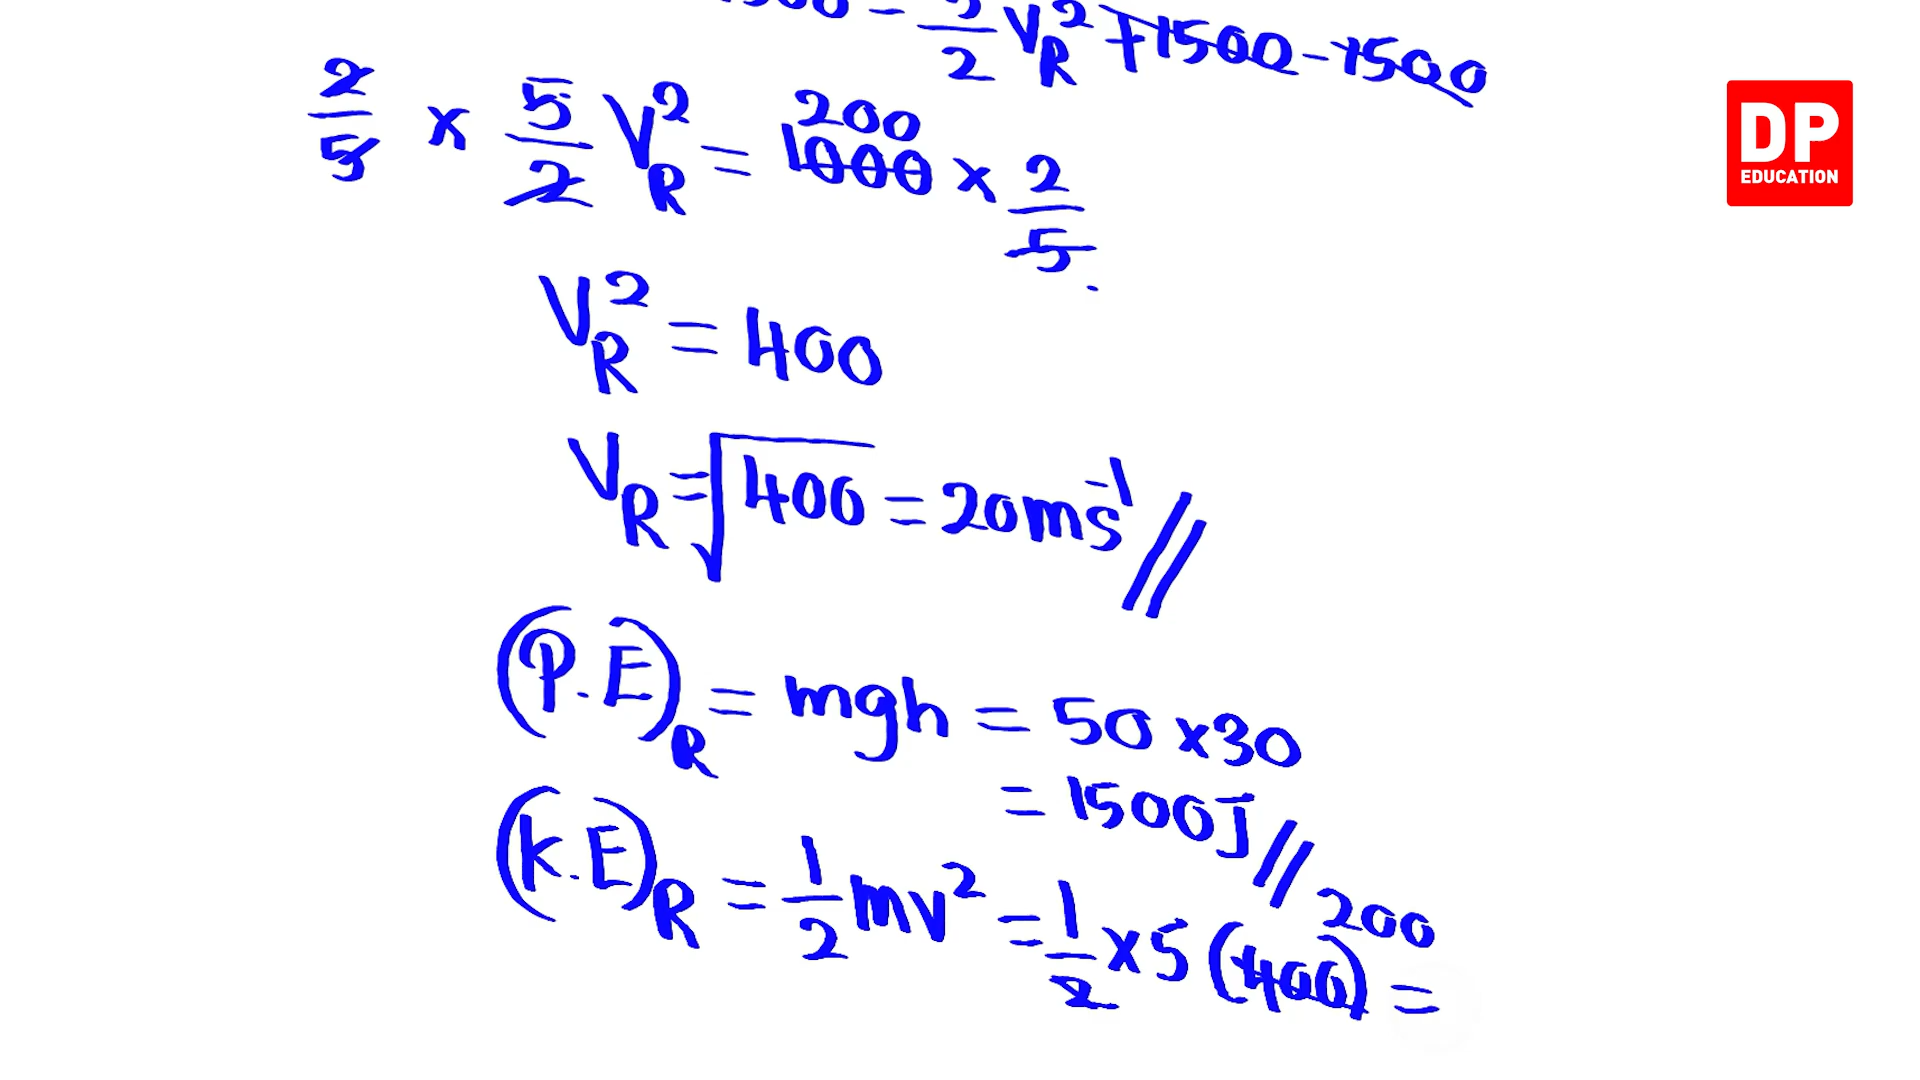 5/2 V_R² + 1500 - 1500
2/5 × 5/2 V_R² = 1000 × 2/5
200
V_R² = 400
V_R = √400 = 20ms⁻¹ //
(P.E)_R = mgh = 50 × 30
= 1500J //
(K.E)_R = 1/2 mv² = 1/2 × 5 (400) =
200
DP
EDUCATION